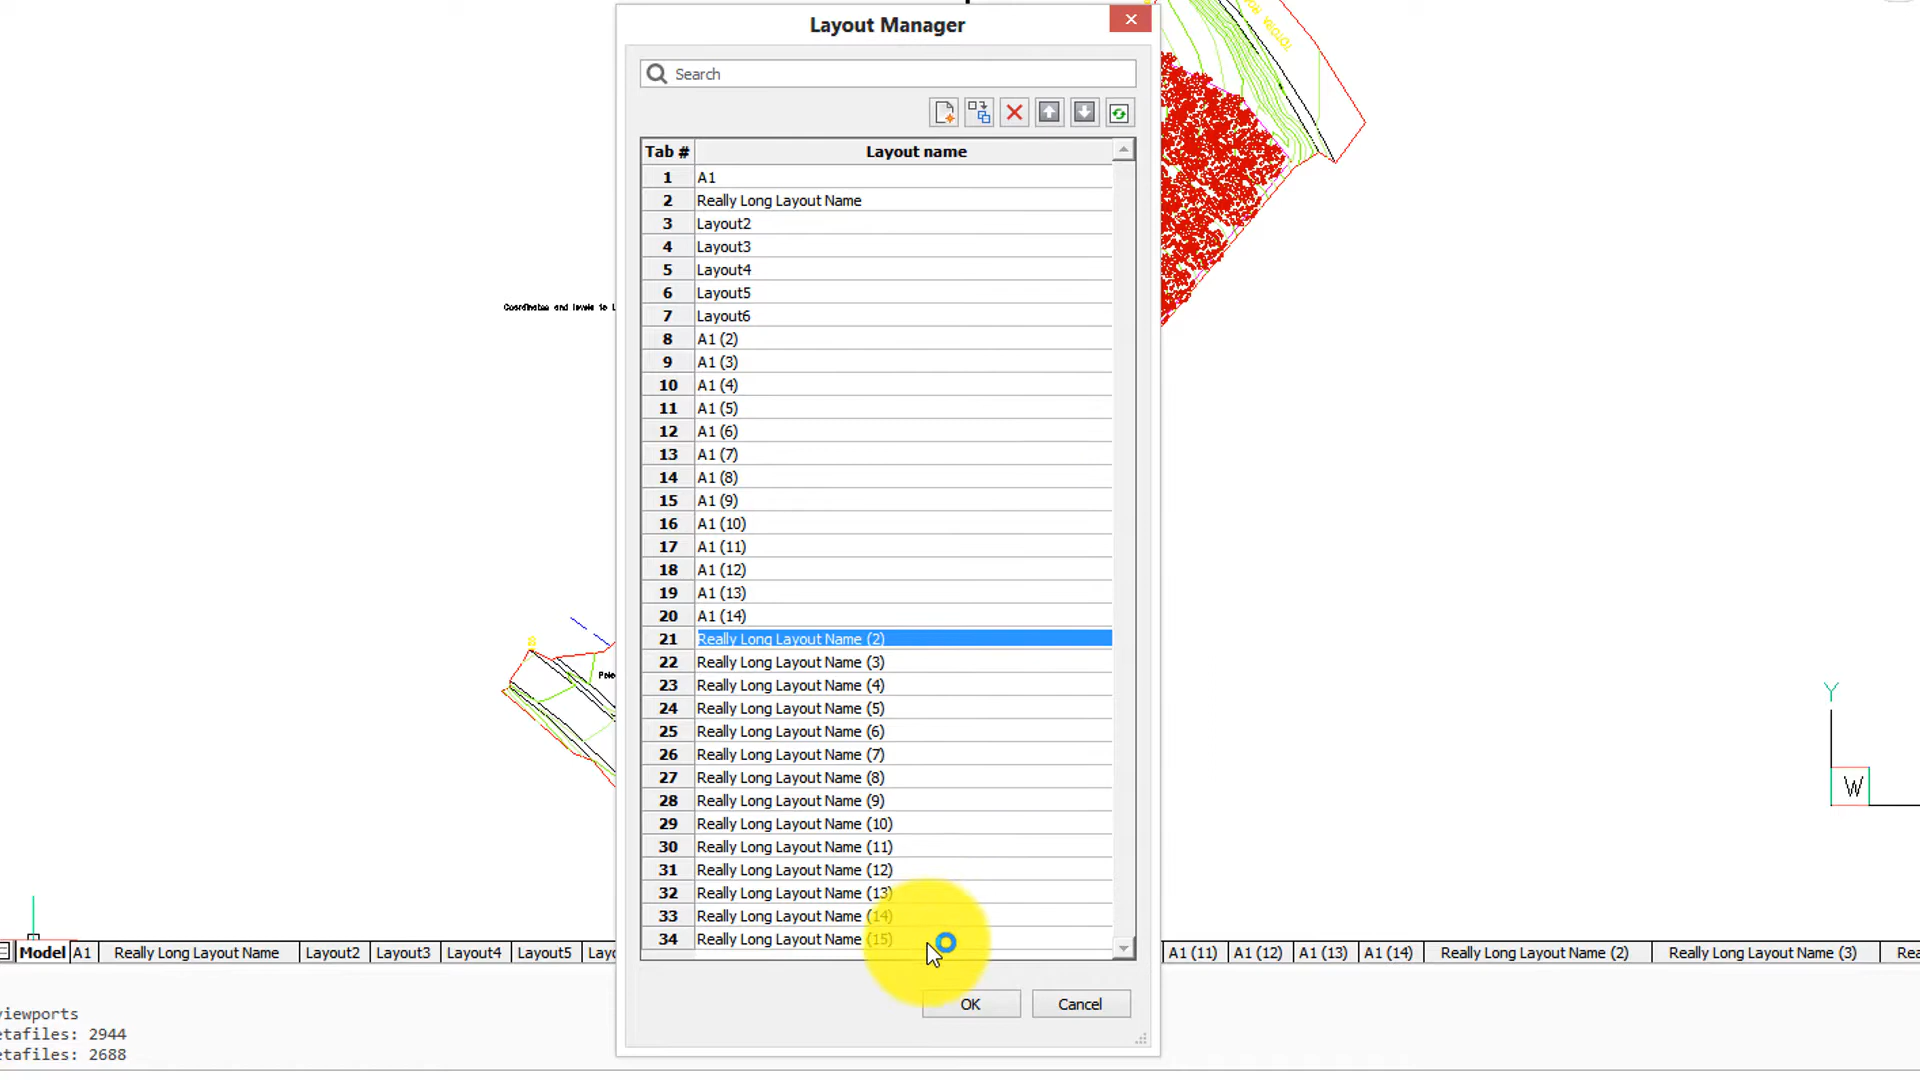 Layout Manager
Search
Tab # Layout name
1 A1
2 Really Long Layout Name
3 Layout2
4 Layout3
5 Layout4
6 Layout5
7 Layout6
8 A1 (2)
9 A1 (3)
10 A1 (4)
11 A1 (5)
12 A1 (6)
13 A1 (7)
14 A1 (8)
15 A1 (9)
16 A1 (10)
17 A1 (11)
18 A1 (12)
19 A1 (13)
20 A1 (14)
21 Really Long Layout Name (2)
22 Really Long Layout Name (3)
23 Really Long Layout Name (4)
24 Really Long Layout Name (5)
25 Really Long Layout Name (6)
26 Really Long Layout Name (7)
27 Really Long Layout Name (8)
28 Really Long Layout Name (9)
29 Really Long Layout Name (10)
30 Really Long Layout Name (11)
31 Really Long Layout Name (12)
32 Really Long Layout Name (13)
33 Really Long Layout Name (14)
34 Really Long Layout Name (15)
OK Cancel
Coordinates and levels to
Y
W
Model A1 Really Long Layout Name Layout2 Layout3 Layout4 Layout5 Layo A1 (11) A1 (12) A1 (13) A1 (14) Really Long Layout Name (2) Really Long Layout Name (3) Rea
viewports
etafiles: 2944
etafiles: 2688